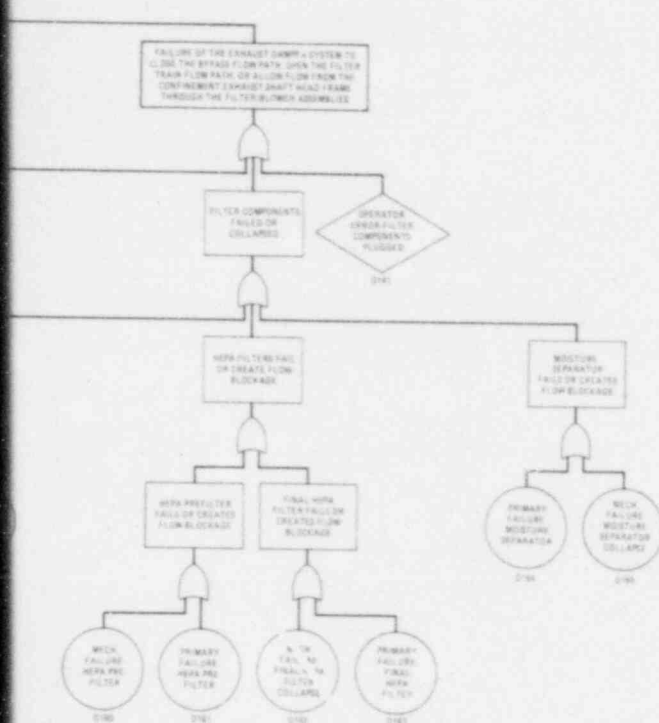 FAILURE OF THE EXHAUST DAMPER SYSTEM TO
CLOSE THE BYPASS FLOW PATH, OPEN THE FILTER
TRAIN FLOW PATH, OR ALLOW FLOW FROM THE
CONFINEMENT EXHAUST SHAFT HEAD FRAME
THROUGH THE FILTER/BLOWER ASSEMBLIES
FILTER COMPONENTS
FAILED OR
COLLAPSED
OPERATOR
ERROR-FILTER
COMPONENTS
PLUGGED
HEPA FILTERS FAIL
OR CREATE FLOW
BLOCKAGE
MOISTURE
SEPARATOR
FAILS OR CREATES
FLOW BLOCKAGE
HEPA PREFILTER
FAILS OR CREATES
FLOW BLOCKAGE
FINAL HEPA
FILTER FAILS OR
CREATES FLOW
BLOCKAGE
PRIMARY
FAILURE
MOISTURE
SEPARATOR
MECH.
FAILURE
MOISTURE
SEPARATOR
COLLAPSE
MECH.
FAILURE
HEPA PRE
FILTER
PRIMARY
FAILURE
HEPA PRE
FILTER
FILTER
COLLAPSE
PRIMARY
FAILURE,
FINAL
HEPA
FILTER